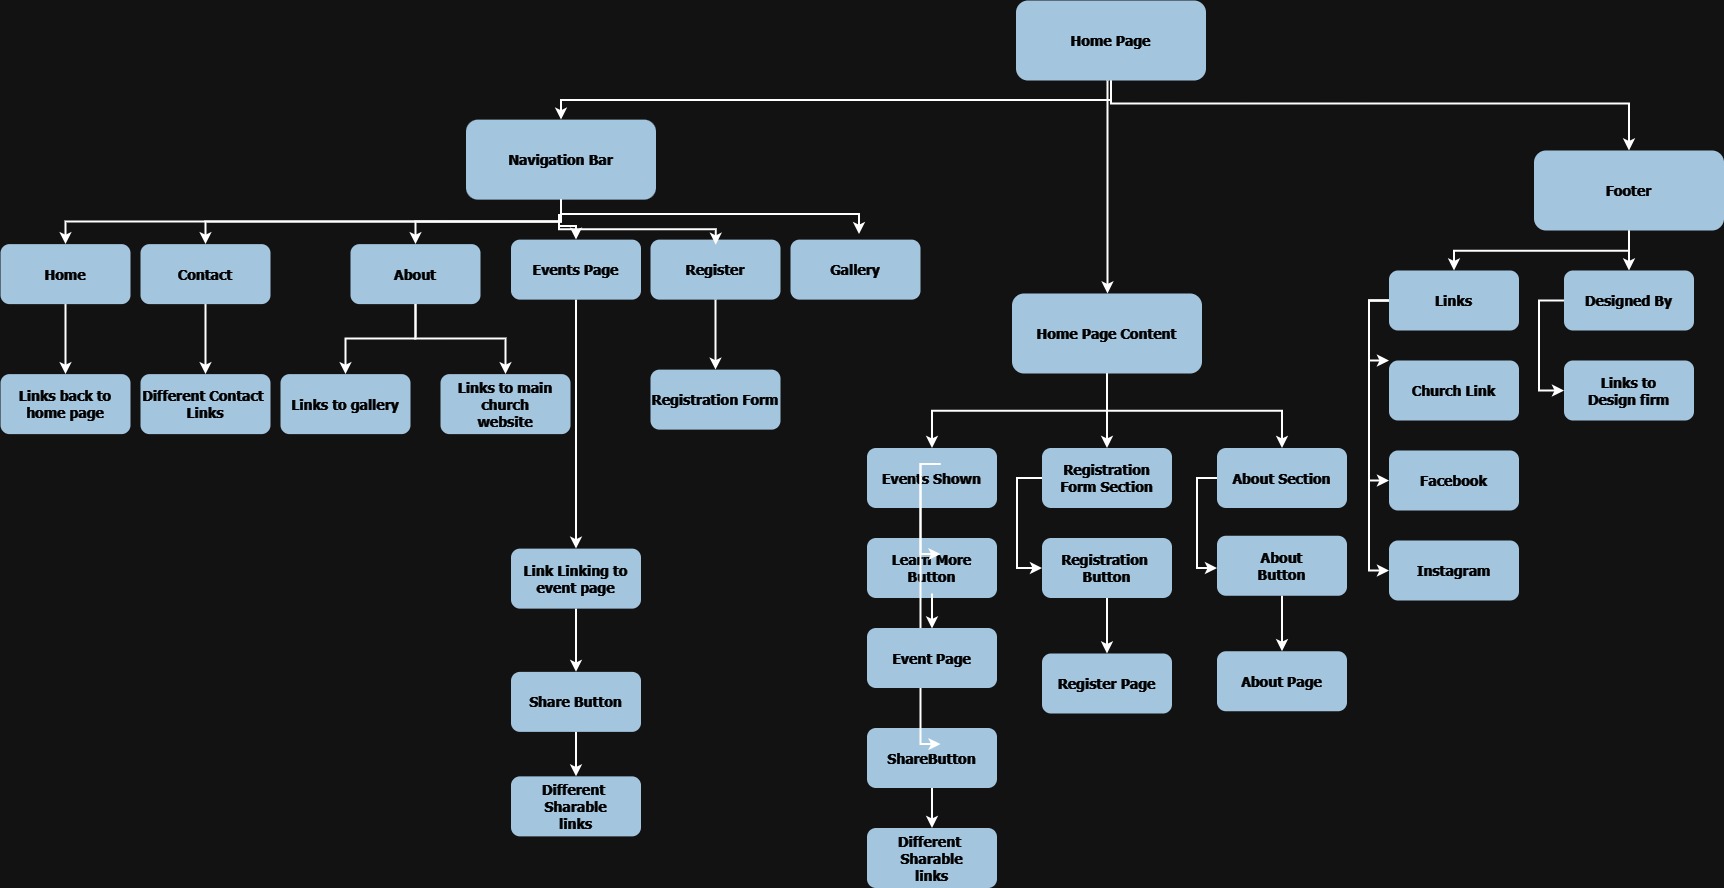 Home Page
Navigation Bar
Footer
Home
Contact
About
Events Page
Register
Gallery
Links
Designed By
Home Page Content
Links back to
home page
Different Contact
Links
Links to gallery
Links to main
church
website
Registration Form
Church Link
Links to
Design firm
Events Shown
Registration
Form Section
About Section
Facebook
Link Linking to
event page
Learn More
Button
Registration
Button
About
Button
Instagram
Event Page
Register Page
About Page
Share Button
ShareButton
Different
Sharable
links
Different
Sharable
links